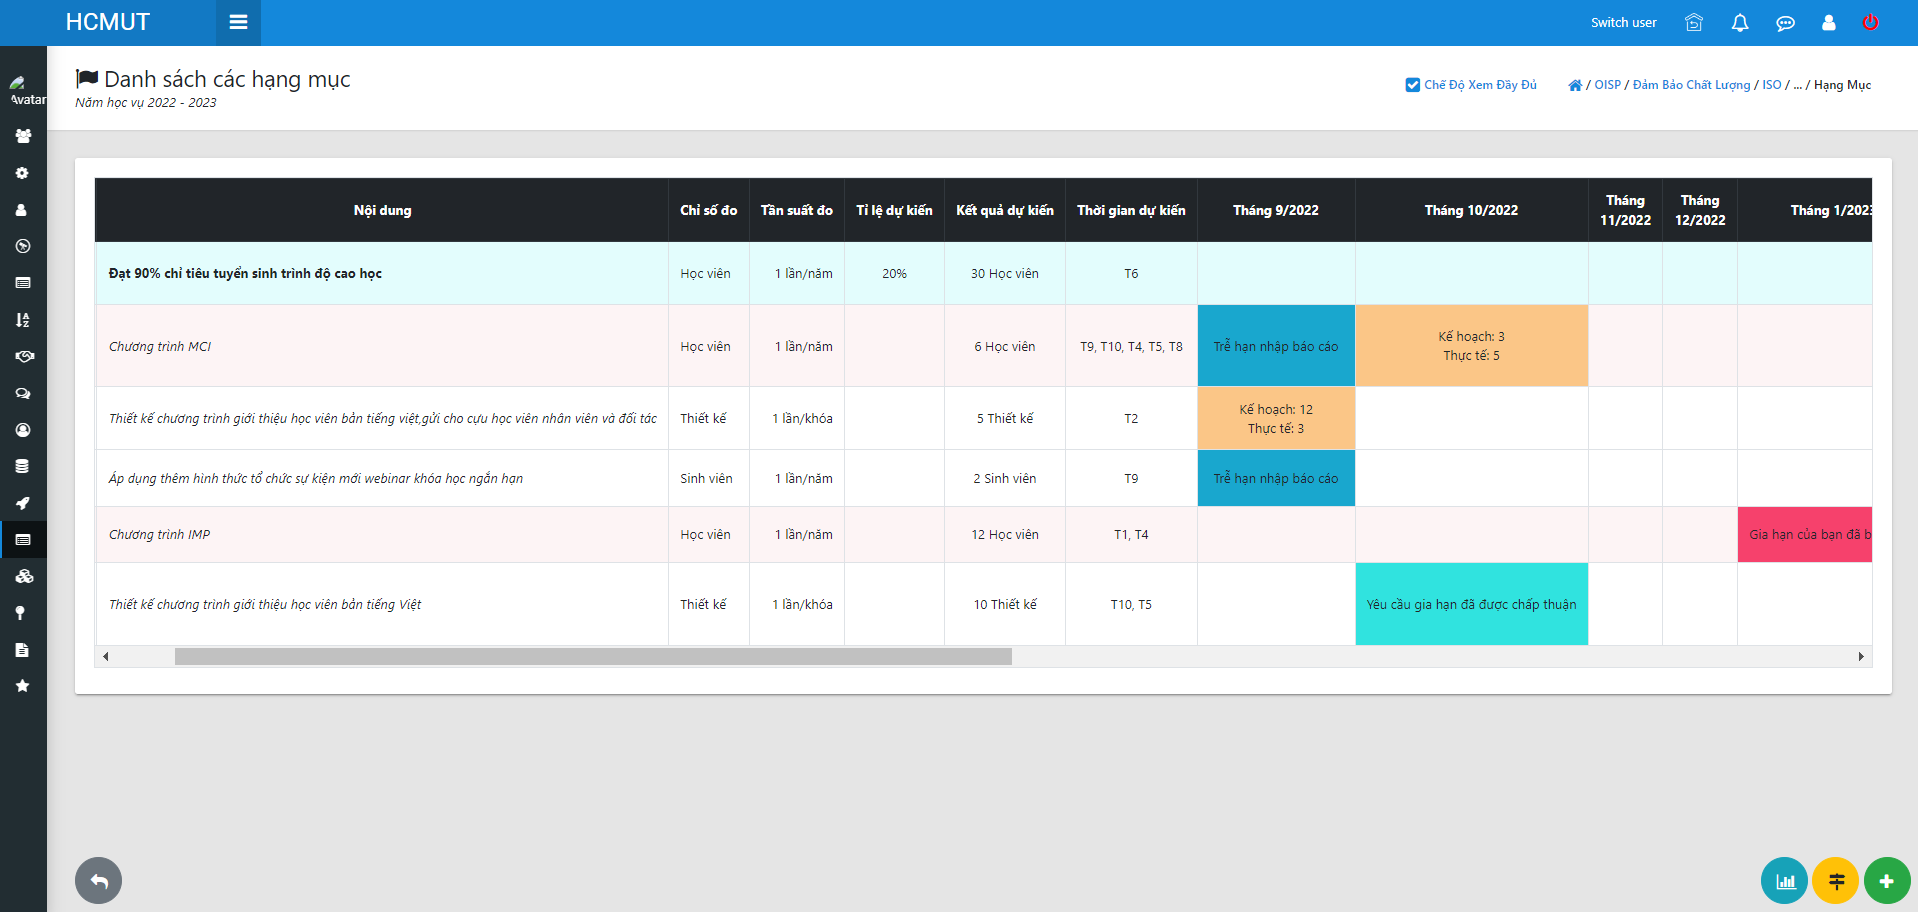 HCMUT
Switch user
Avatar
Danh sách các hạng mục
Năm học vụ 2022 - 2023
Chế Độ Xem Đầy Đủ
/ OISP / Đảm Bảo Chất Lượng / ISO / ... / Hạng Mục
Nội dung
Chỉ số đo
Tần suất đo
Tỉ lệ dự kiến
Kết quả dự kiến
Thời gian dự kiến
Tháng 9/2022
Tháng 10/2022
Tháng
11/2022
Tháng
12/2022
Tháng 1/2023
Đạt 90% chỉ tiêu tuyển sinh trình độ cao học
Học viên
1 lần/năm
20%
30 Học viên
T6
Chương trình MCI
Học viên
1 lần/năm
6 Học viên
T9, T10, T4, T5, T8
Trễ hạn nhập báo cáo
Kế hoạch: 3
Thực tế: 5
Thiết kế chương trình giới thiệu học viên bản tiếng việt,gửi cho cựu học viên nhân viên và đối tác
Thiết kế
1 lần/khóa
5 Thiết kế
T2
Kế hoạch: 12
Thực tế: 3
Áp dụng thêm hình thức tổ chức sự kiện mới webinar khóa học ngắn hạn
Sinh viên
1 lần/năm
2 Sinh viên
T9
Trễ hạn nhập báo cáo
Chương trình IMP
Học viên
1 lần/năm
12 Học viên
T1, T4
Gia hạn của bạn đã b
Thiết kế chương trình giới thiệu học viên bản tiếng Việt
Thiết kế
1 lần/khóa
10 Thiết kế
T10, T5
Yêu cầu gia hạn đã được chấp thuận